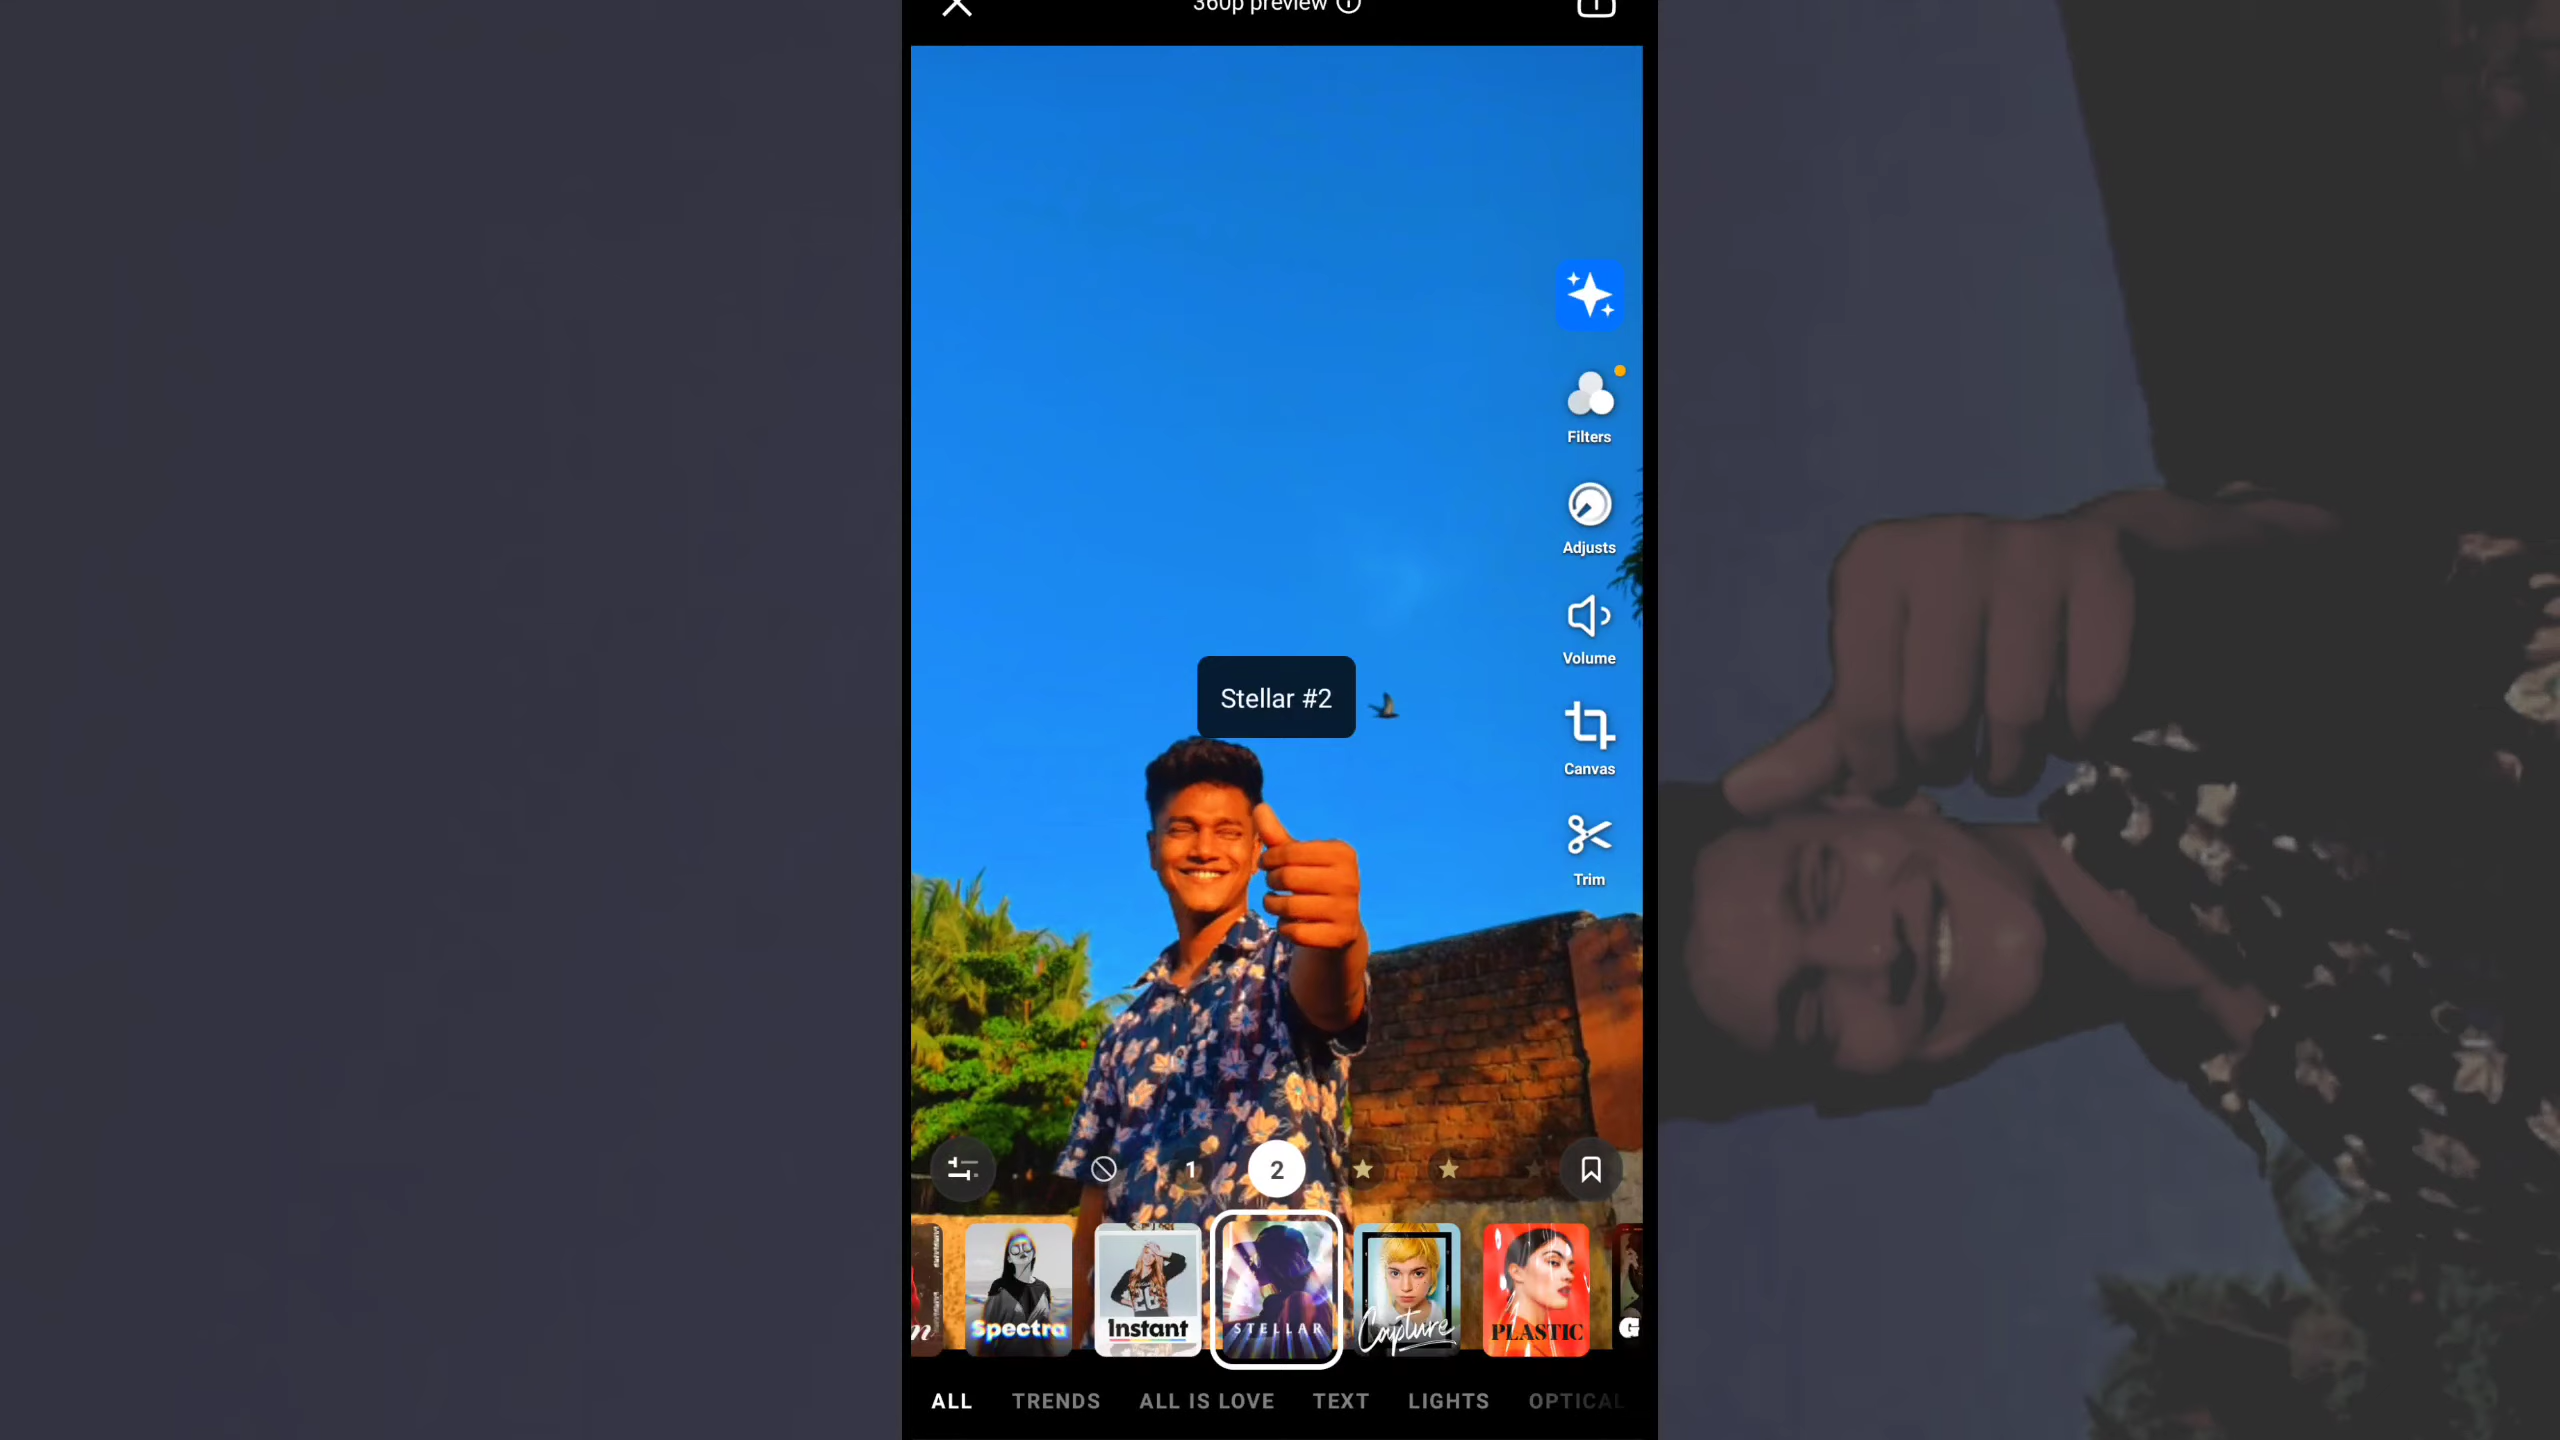 360p preview
Filters
Adjusts
Volume
Stellar #2
Canvas
Trim
1
2
Spectra
Instant
STELLAR
Capture
PLASTIC
G
ALL
TRENDS
ALL IS LOVE
TEXT
LIGHTS
OPTICAL